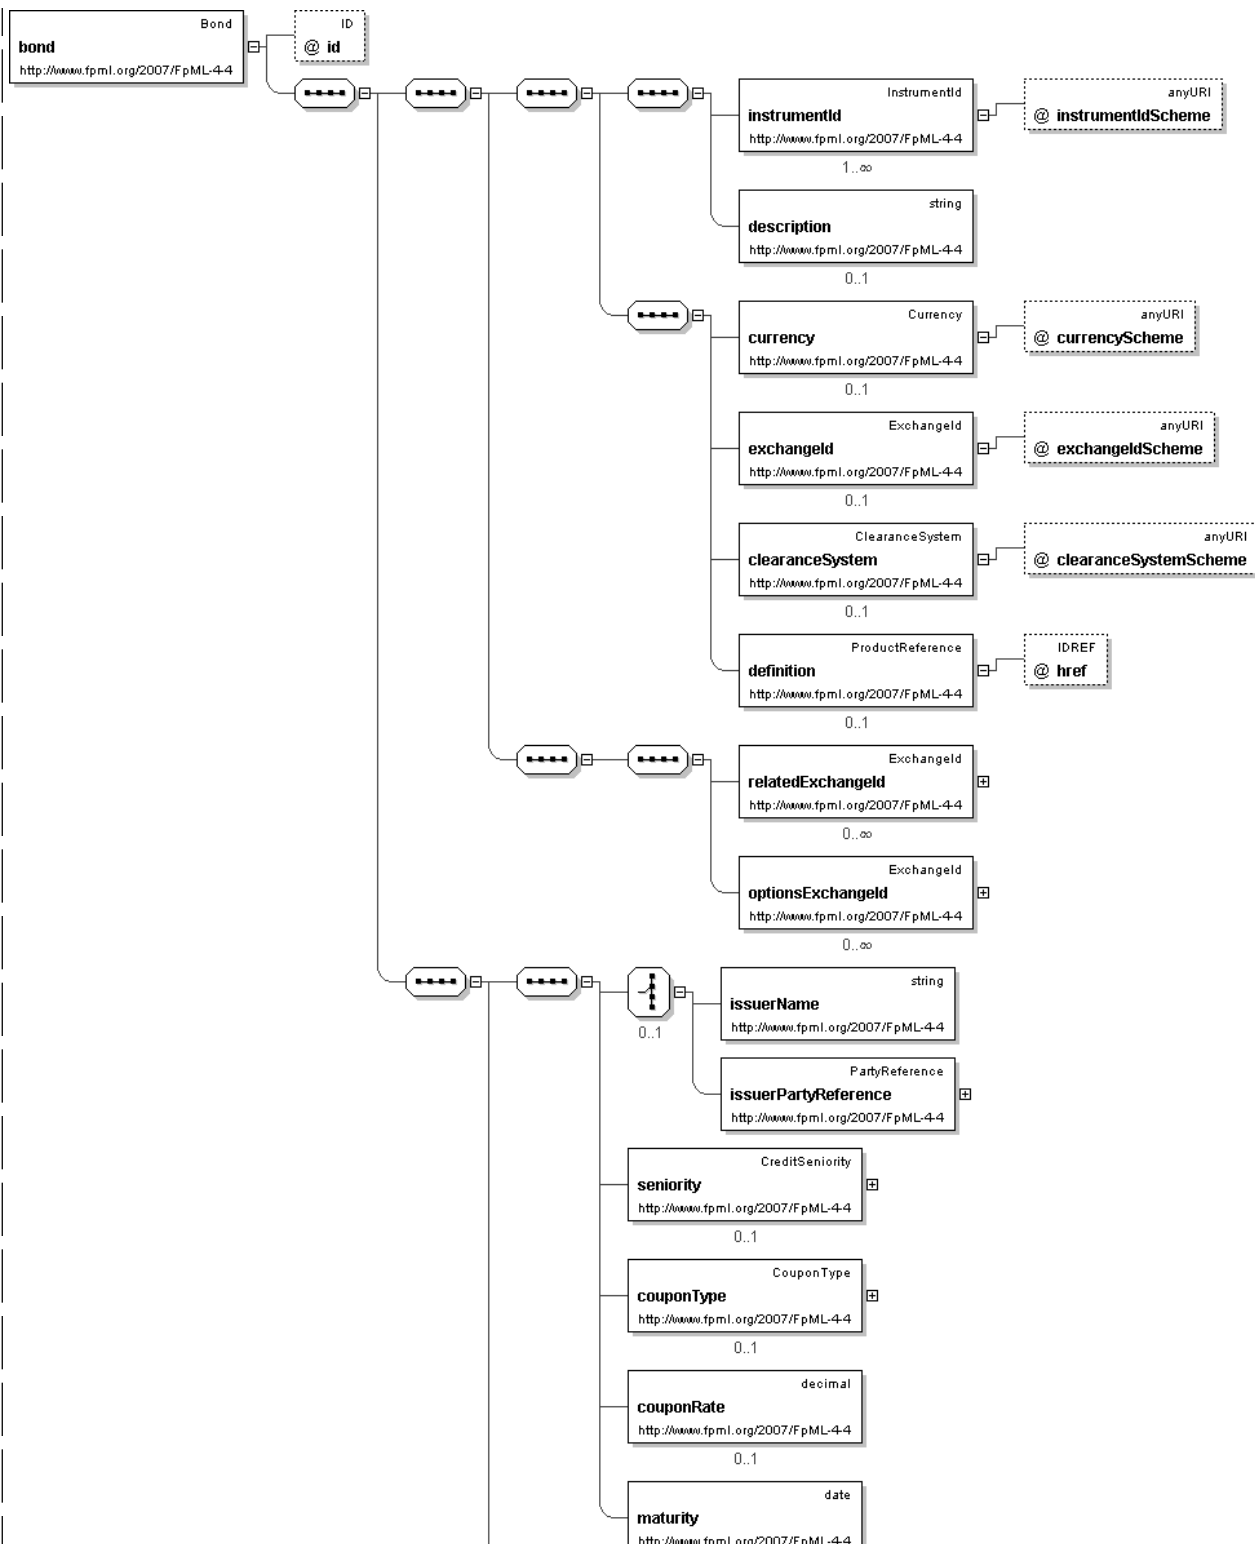 Bond
bond
http://www.fpml.org/2007/FpML-4-4
ID
@ id
InstrumentId
instrumentId
http://www.fpml.org/2007/FpML-4-4
1..∞
anyURI
@ instrumentIdScheme
string
description
http://www.fpml.org/2007/FpML-4-4
0..1
Currency
currency
http://www.fpml.org/2007/FpML-4-4
0..1
anyURI
@ currencyScheme
ExchangeId
exchangeId
http://www.fpml.org/2007/FpML-4-4
0..1
anyURI
@ exchangeIdScheme
ClearanceSystem
clearanceSystem
http://www.fpml.org/2007/FpML-4-4
0..1
anyURI
@ clearanceSystemScheme
ProductReference
definition
http://www.fpml.org/2007/FpML-4-4
0..1
IDREF
@ href
ExchangeId
relatedExchangeId
http://www.fpml.org/2007/FpML-4-4
0..∞
ExchangeId
optionsExchangeId
http://www.fpml.org/2007/FpML-4-4
0..∞
0..1
string
issuerName
http://www.fpml.org/2007/FpML-4-4
PartyReference
issuerPartyReference
http://www.fpml.org/2007/FpML-4-4
CreditSeniority
seniority
http://www.fpml.org/2007/FpML-4-4
0..1
CouponType
couponType
http://www.fpml.org/2007/FpML-4-4
0..1
decimal
couponRate
http://www.fpml.org/2007/FpML-4-4
0..1
date
maturity
http://www.fpml.org/2007/FpML-4-4